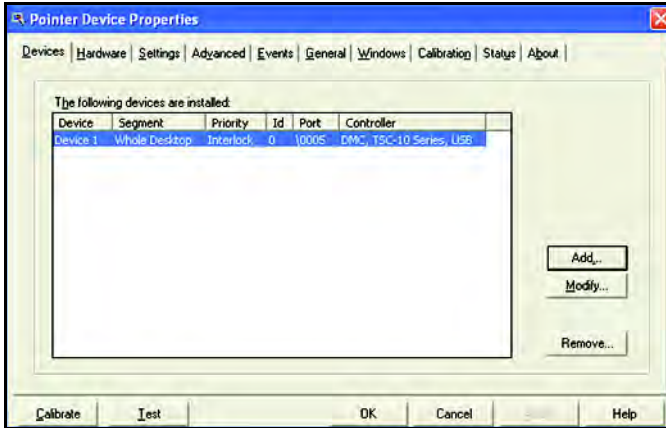 Pointer Device Properties
Devices Hardware Settings Advanced Events General Windows Calibration Status About
The following devices are installed:
Device Segment Priority Id Port Controller
Device 1 Whole Desktop Interlock 0 \0005 DMC, TSC-10 Series, USB
Add...
Modify...
Remove...
Calibrate Test OK Cancel Help